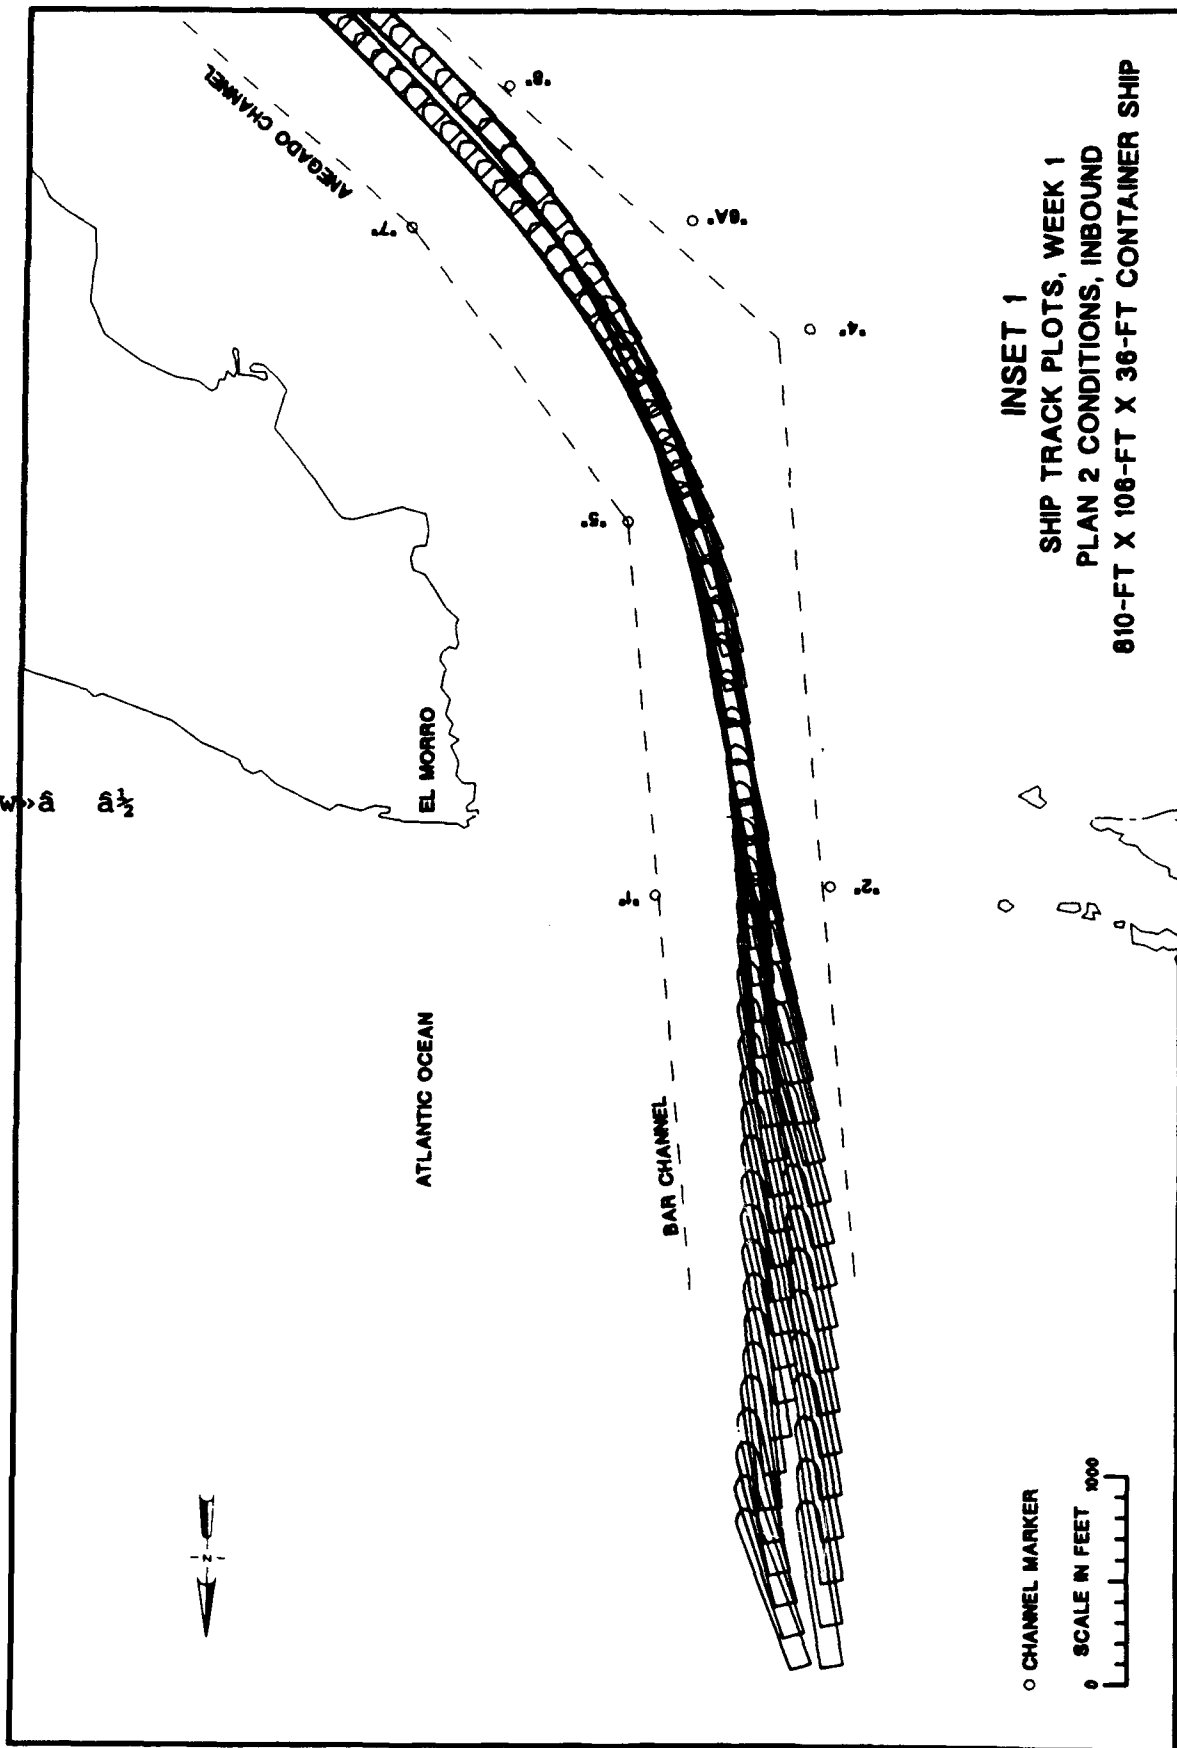 ANEGADO CHANNEL
"8"
"7"
"6A"
"4"
"5"
EL MORRO
"1"
"2"
ATLANTIC OCEAN
BAR CHANNEL
N
○ CHANNEL MARKER
SCALE IN FEET
0 1000
INSET 1
SHIP TRACK PLOTS, WEEK 1
PLAN 2 CONDITIONS, INBOUND
810-FT X 106-FT X 36-FT CONTAINER SHIP